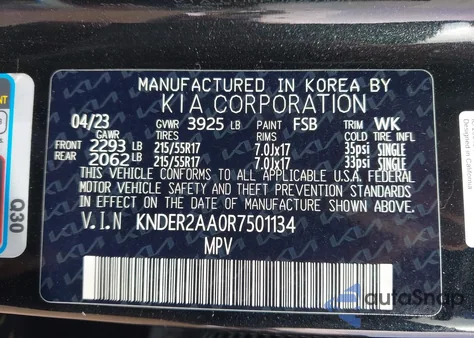 MANUFACTURED IN KOREA BY
KIA CORPORATION
04/23 GVWR 3925 LB PAINT FSB TRIM WK
GAWR TIRES RIMS COLD TIRE INFL
FRONT 2293 LB 215/55R17 7.0Jx17 35psi SINGLE
REAR 2062 LB 215/55R17 7.0Jx17 33psi SINGLE
THIS VEHICLE CONFORMS TO ALL APPLICABLE U.S.A. FEDERAL
MOTOR VEHICLE SAFETY AND THEFT PREVENTION STANDARDS
IN EFFECT ON THE DATE OF MANUFACTURE SHOWN ABOVE.
V.I.N KNDER2AA0R7501134
MPV
Q30
Designed in California
autoSnap